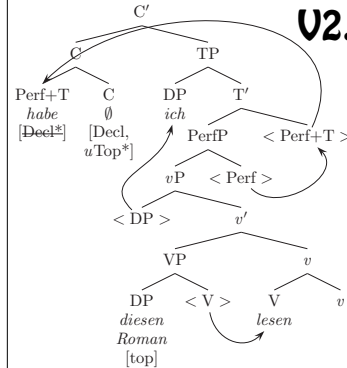 C′
V2.
C TP
Perf+T C DP T′
habe ∅ ich
[Decl*] [Decl, PerfP < Perf+T >
uTop*]
vP < Perf >
< DP > v′
VP v
DP < V > V v
diesen lesen
Roman
[top]